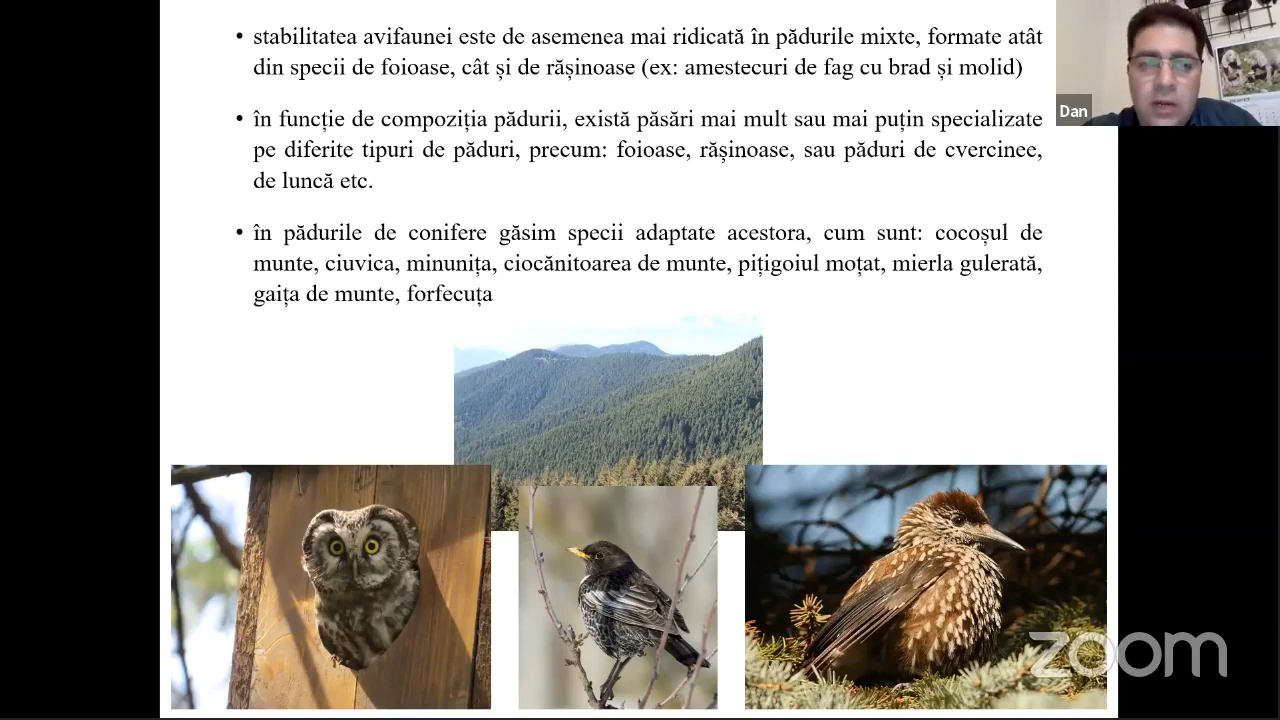 • stabilitatea avifaunei este de asemenea mai ridicată în pădurile mixte, formate atât
din specii de foioase, cât și de rășinoase (ex: amestecuri de fag cu brad și molid)
• în funcție de compoziția pădurii, există păsări mai mult sau mai puțin specializate
pe diferite tipuri de păduri, precum: foioase, rășinoase, sau păduri de cvercinee,
de luncă etc.
• în pădurile de conifere găsim specii adaptate acestora, cum sunt: cocoșul de
munte, ciuvica, minunița, ciocănitoarea de munte, pițigoiul moțat, mierla gulerată,
gaița de munte, forfecuța
Dan
zoom